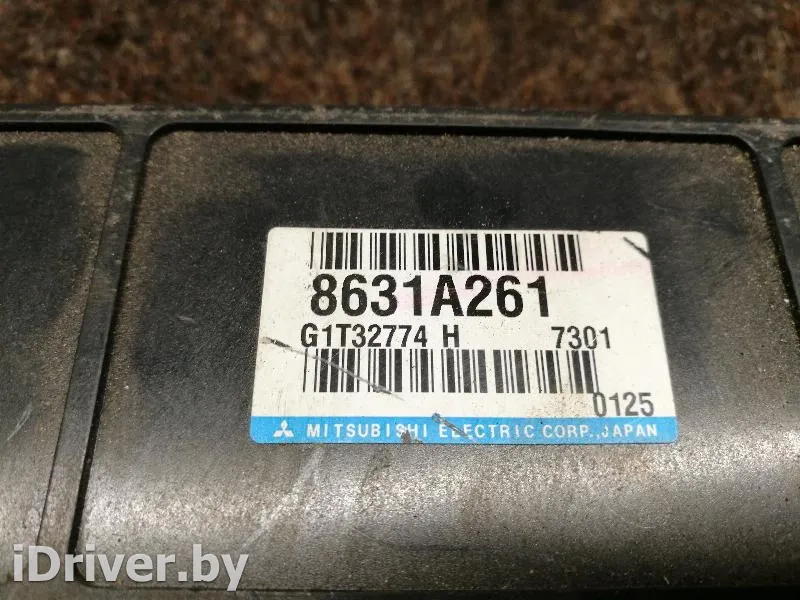 8631A261
G1T32774 H 7301
0125
MITSUBISHI ELECTRIC CORP.,JAPAN
iDriver.by